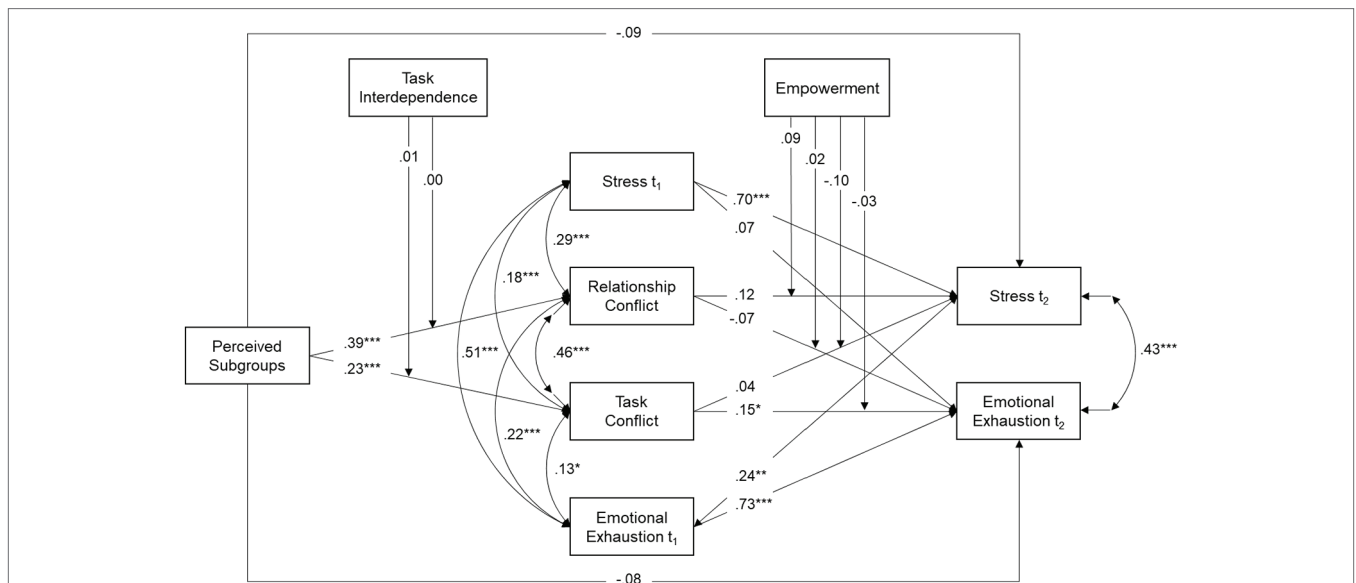 -.09
Task
Interdependence
Empowerment
.09
.01
.02
.00
-.10
-.03
Stress t₁
.70***
.07
.29***
.18***
Relationship
Conflict
.12
-.07
Stress t₂
Perceived
Subgroups
.39***
.23***
.51***
.46***
.43***
Task
Conflict
.04
.15*
Emotional
Exhaustion t₂
.22***
.13*
.24**
.73***
Emotional
Exhaustion t₁
-.08